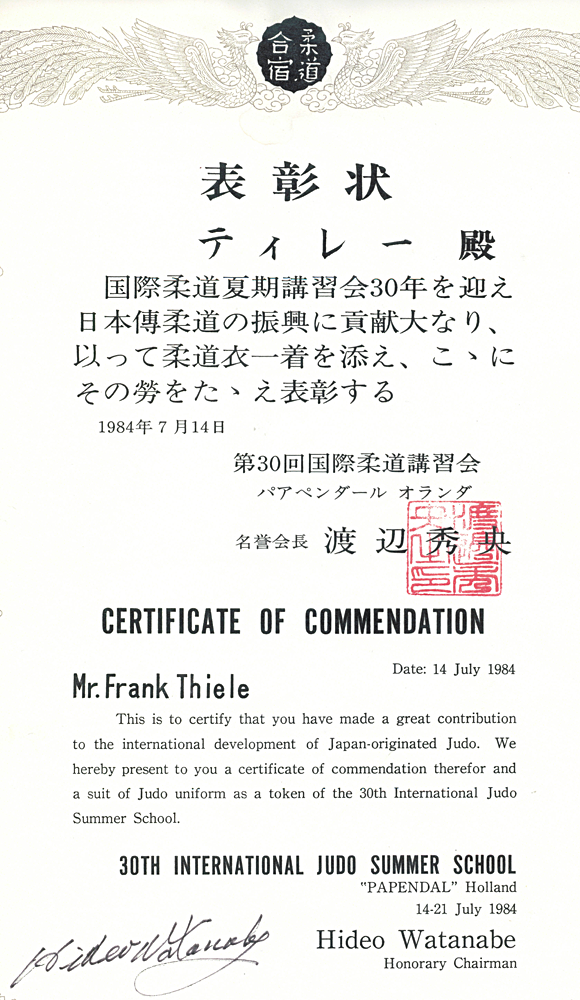 柔道
合宿
表彰状
ティレー 殿
国際柔道夏期講習会30年を迎え
日本傳柔道の振興に貢献大なり、
以って柔道衣一着を添え、こゝに
その勞をたゝえ表彰する
1984年7月14日
第30回国際柔道講習会
パアペンダール オランダ
名誉会長 渡辺秀央
CERTIFICATE OF COMMENDATION
Date: 14 July 1984
Mr. Frank Thiele
This is to certify that you have made a great contribution
to the international development of Japan-originated Judo. We
hereby present to you a certificate of commendation therefor and
a suit of Judo uniform as a token of the 30th International Judo
Summer School.
30TH INTERNATIONAL JUDO SUMMER SCHOOL
"PAPENDAL" Holland
14-21 July 1984
Hideo Watanabe
Hideo Watanabe
Honorary Chairman